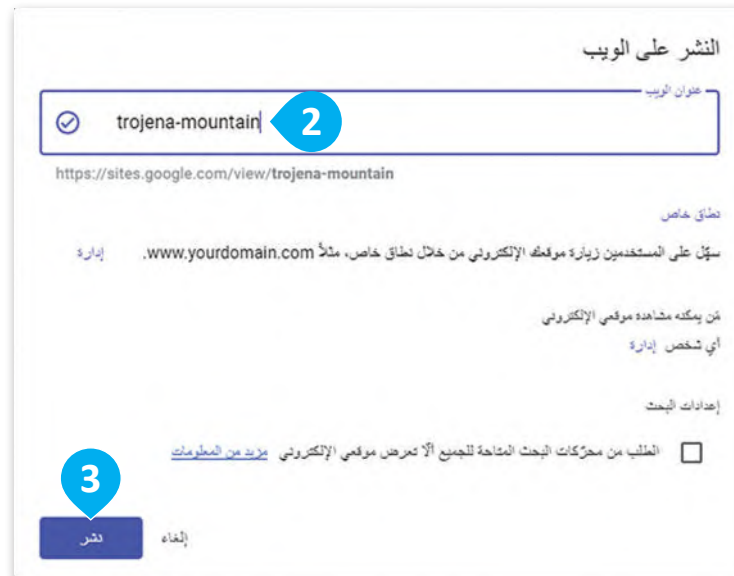 النشر على الويب
عنوان الويب
trojena-mountain
2
https://sites.google.com/view/trojena-mountain
نطاق خاص
سهّل على المستخدمين زيارة موقعك الإلكتروني من خلال نطاق خاص، مثلاً www.yourdomain.com. إدارة
مَن يمكنه مشاهدة موقعي الإلكتروني
أي شخص إدارة
إعدادات البحث
الطلب من محرّكات البحث المتاحة للجميع ألّا تعرض موقعي الإلكتروني مزيد من المعلومات
3
إلغاء نشر